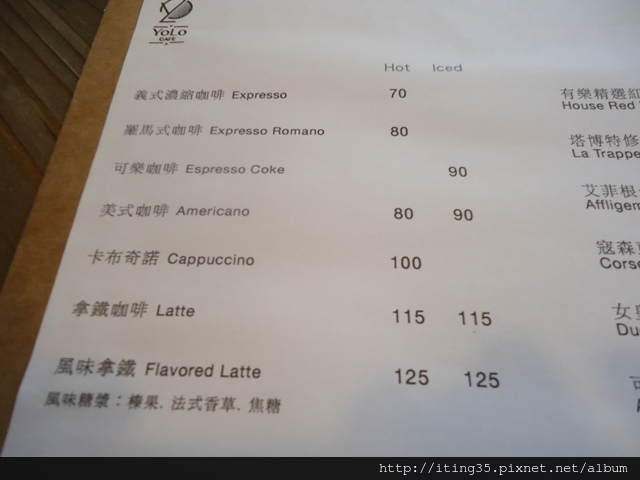 YOLO
CAFE
Hot Iced
義式濃縮咖啡 Expresso 70
羅馬式咖啡 Expresso Romano 80
可樂咖啡 Espresso Coke 90
美式咖啡 Americano 80 90
卡布奇諾 Cappuccino 100
拿鐵咖啡 Latte 115 115
風味拿鐵 Flavored Latte 125 125
風味糖漿：榛果. 法式香草. 焦糖
有樂精選紅
House Red
塔博特修
La Trappe
艾菲根
Affligem
寇森
Corse
女
Du
http://iting35.pixnet.net/album